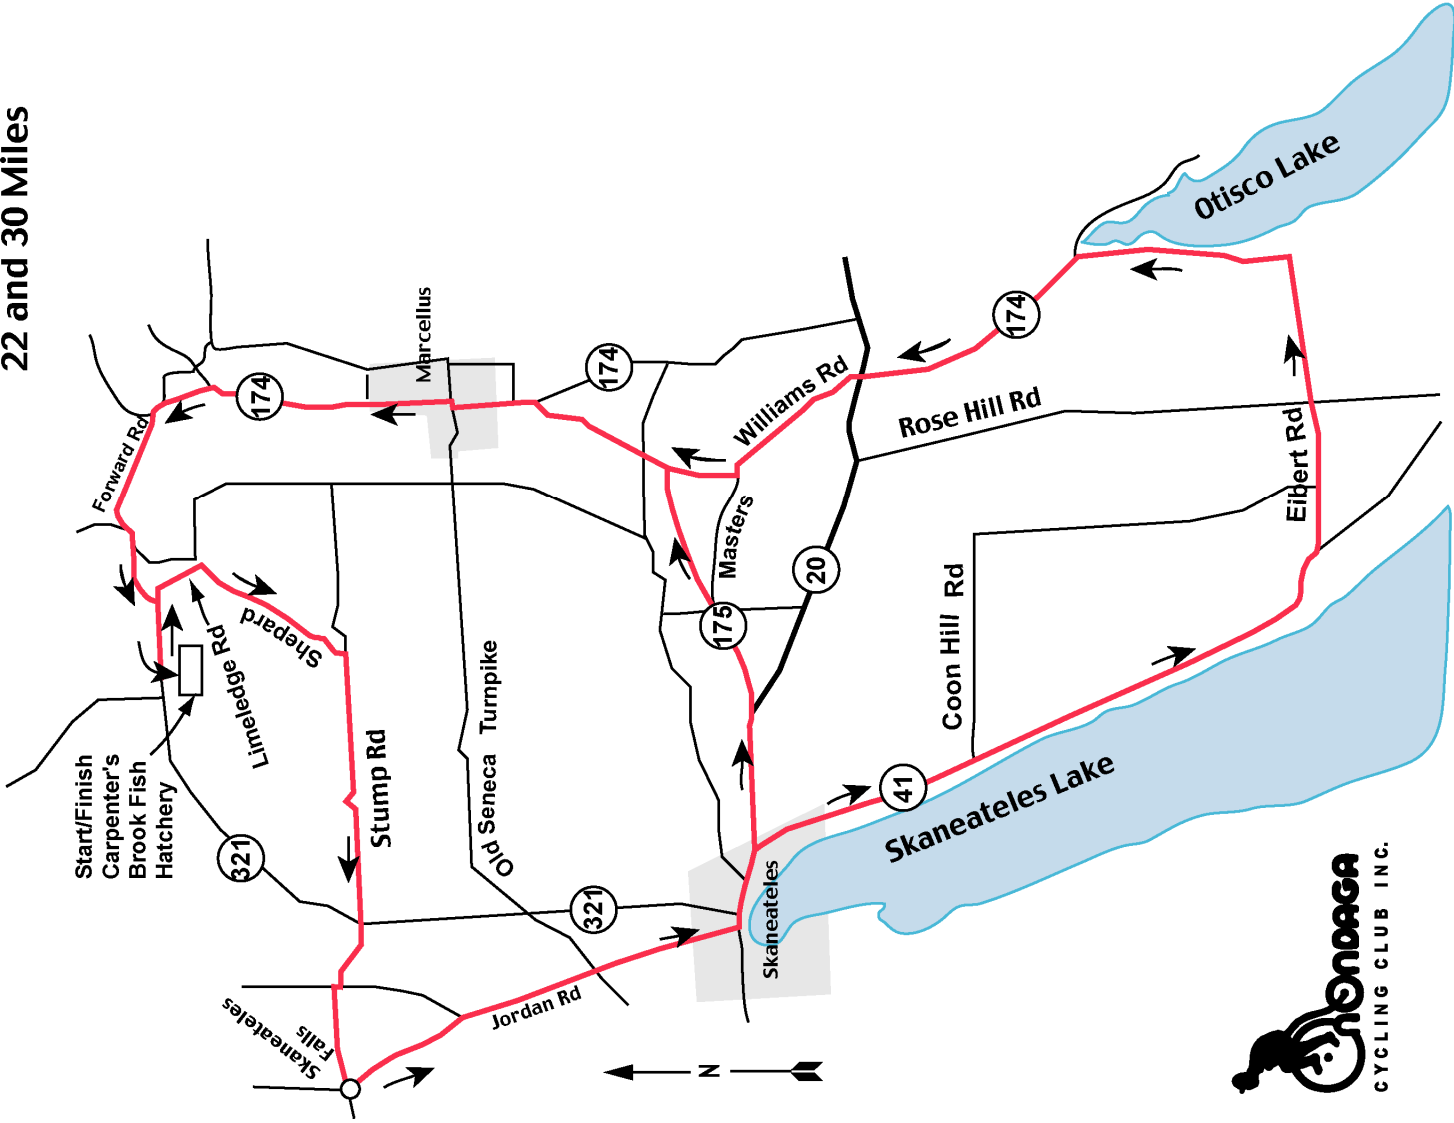 22 and 30 Miles
Start/Finish
Carpenter's
Brook Fish
Hatchery
Forward Rd
174
Marcellus
174
Limeledge Rd
Shepard
Stump Rd
321
Old Seneca Turnpike
Skaneateles
Falls
Jordan Rd
321
Skaneateles
175
Masters
Williams Rd
20
174
Rose Hill Rd
Coon Hill Rd
41
Eibert Rd
Skaneateles Lake
Otisco Lake
N
ONONDAGA
CYCLING CLUB INC.